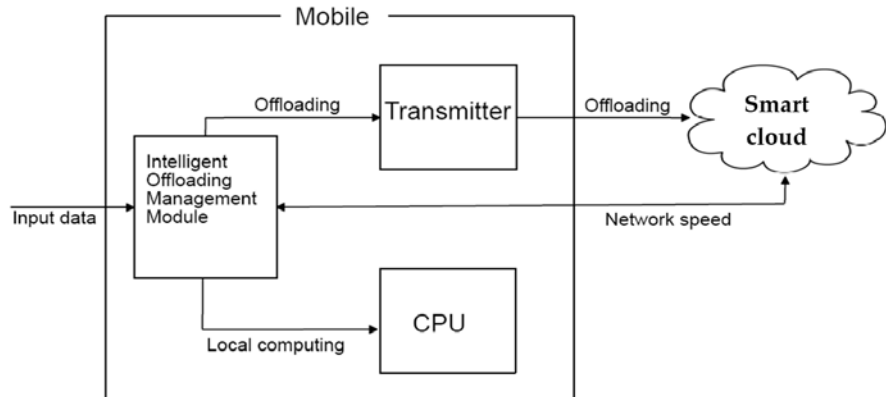 Mobile
Offloading
Transmitter
Offloading
Smart
cloud
Intelligent
Offloading
Management
Module
Input data
Network speed
CPU
Local computing